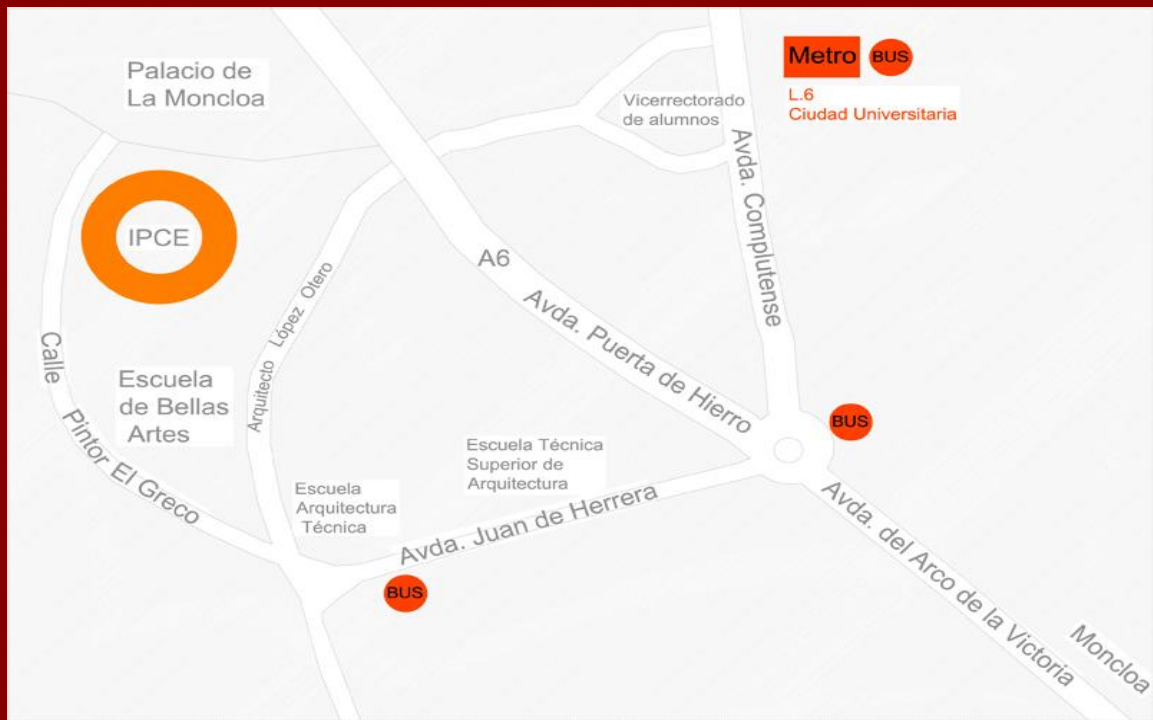 Palacio de
La Moncloa
Metro
BUS
L.6
Ciudad Universitaria
Vicerrectorado
de alumnos
Avda. Complutense
IPCE
A6
Avda. Puerta de Hierro
Arquitecto López Otero
Calle Pintor El Greco
Escuela
de Bellas
Artes
BUS
Escuela Técnica
Superior de
Arquitectura
Escuela
Arquitectura
Técnica
Avda. Juan de Herrera
BUS
Avda. del Arco de la Victoria
Moncloa